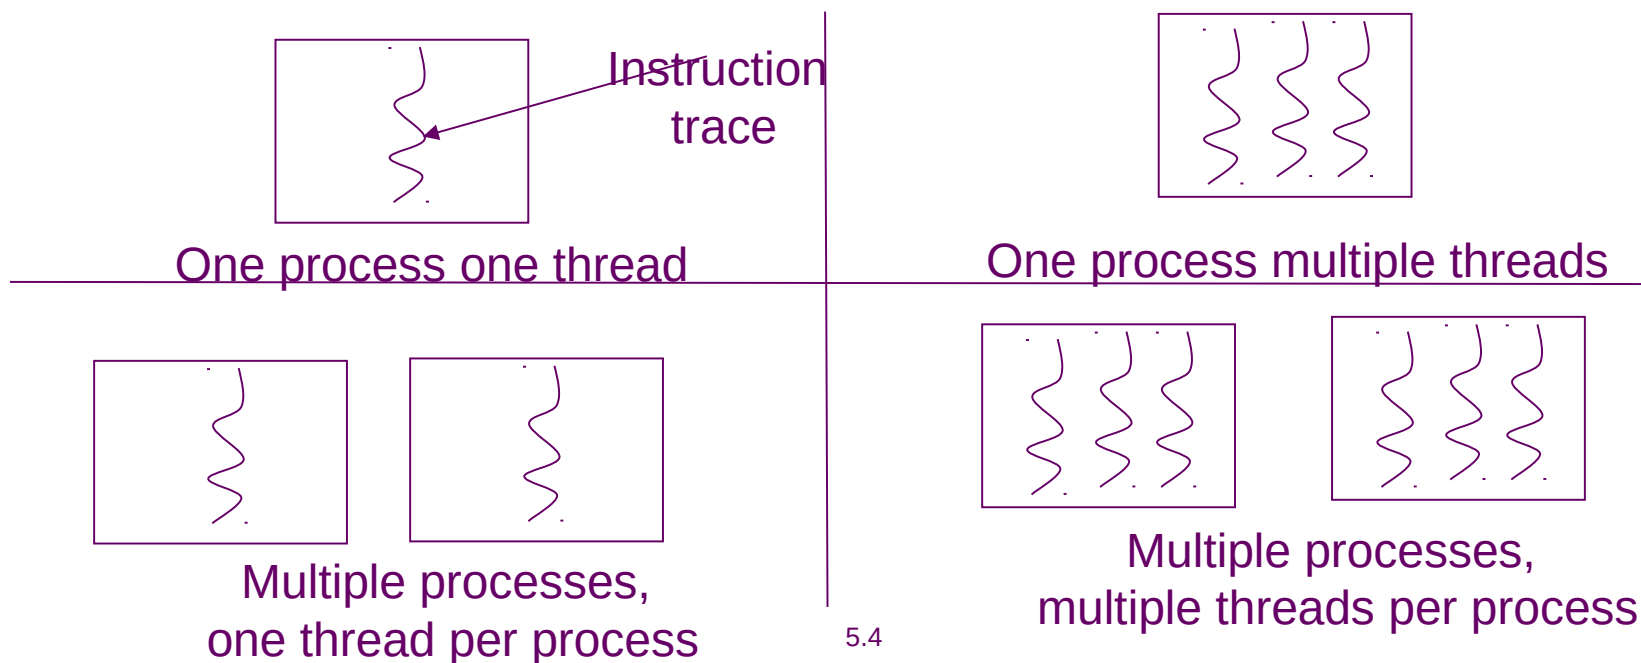 Instruction
trace
One process one thread
One process multiple threads
Multiple processes,
one thread per process
Multiple processes,
multiple threads per process
5.4